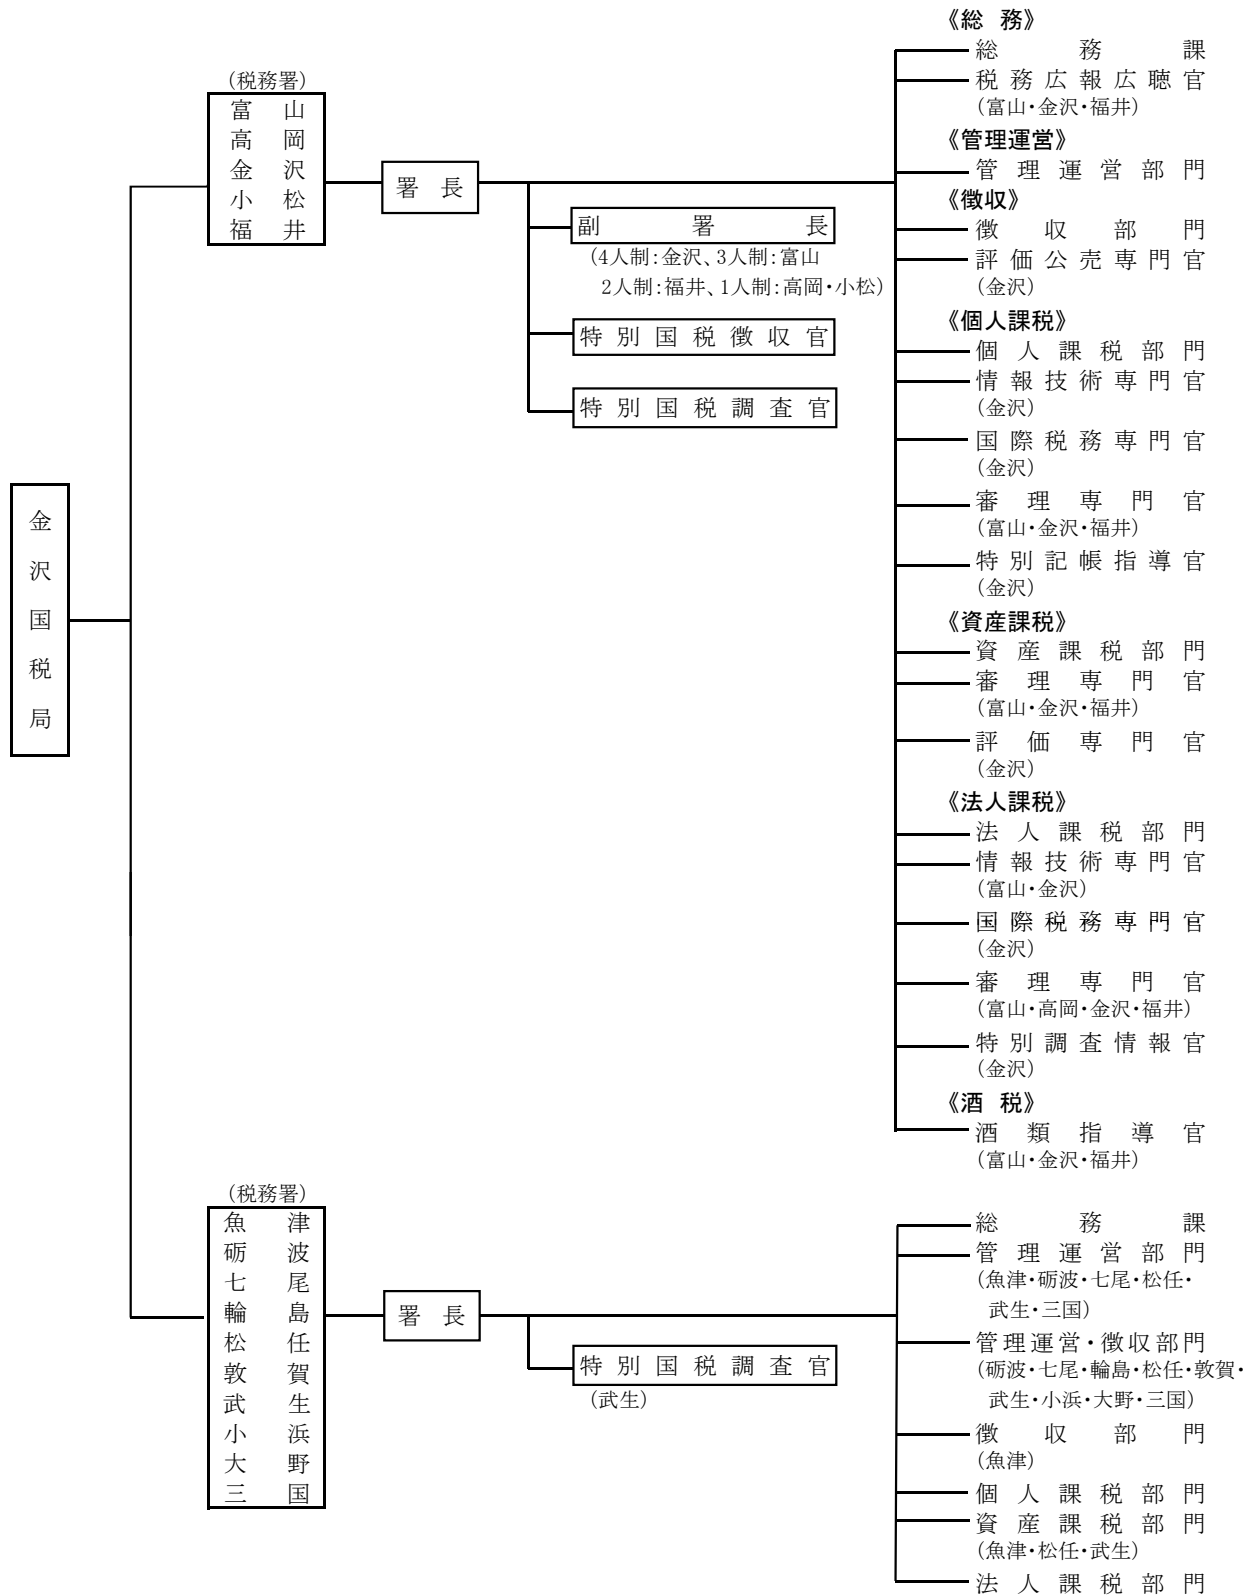 金沢国税局
(税務署)
富山
高岡
金沢
小松
福井
署長
副署長
(4人制:金沢、3人制:富山
2人制:福井、1人制:高岡・小松)
特別国税徴収官
特別国税調査官
《総 務》
総務課
税務広報広聴官
(富山・金沢・福井)
《管理運営》
管理運営部門
《徴収》
徴収部門
評価公売専門官
(金沢)
《個人課税》
個人課税部門
情報技術専門官
(金沢)
国際税務専門官
(金沢)
審理専門官
(富山・金沢・福井)
特別記帳指導官
(金沢)
《資産課税》
資産課税部門
審理専門官
(富山・金沢・福井)
評価専門官
(金沢)
《法人課税》
法人課税部門
情報技術専門官
(富山・金沢)
国際税務専門官
(金沢)
審理専門官
(富山・高岡・金沢・福井)
特別調査情報官
(金沢)
《酒 税》
酒類指導官
(富山・金沢・福井)
(税務署)
魚津
砺波
七尾
輪島
松任
敦賀
武生
小浜
大野
三国
署長
特別国税調査官
(武生)
総務課
管理運営部門
(魚津・砺波・七尾・松任・
武生・三国)
管理運営・徴収部門
(砺波・七尾・輪島・松任・敦賀・
武生・小浜・大野・三国)
徴収部門
(魚津)
個人課税部門
資産課税部門
(魚津・松任・武生)
法人課税部門